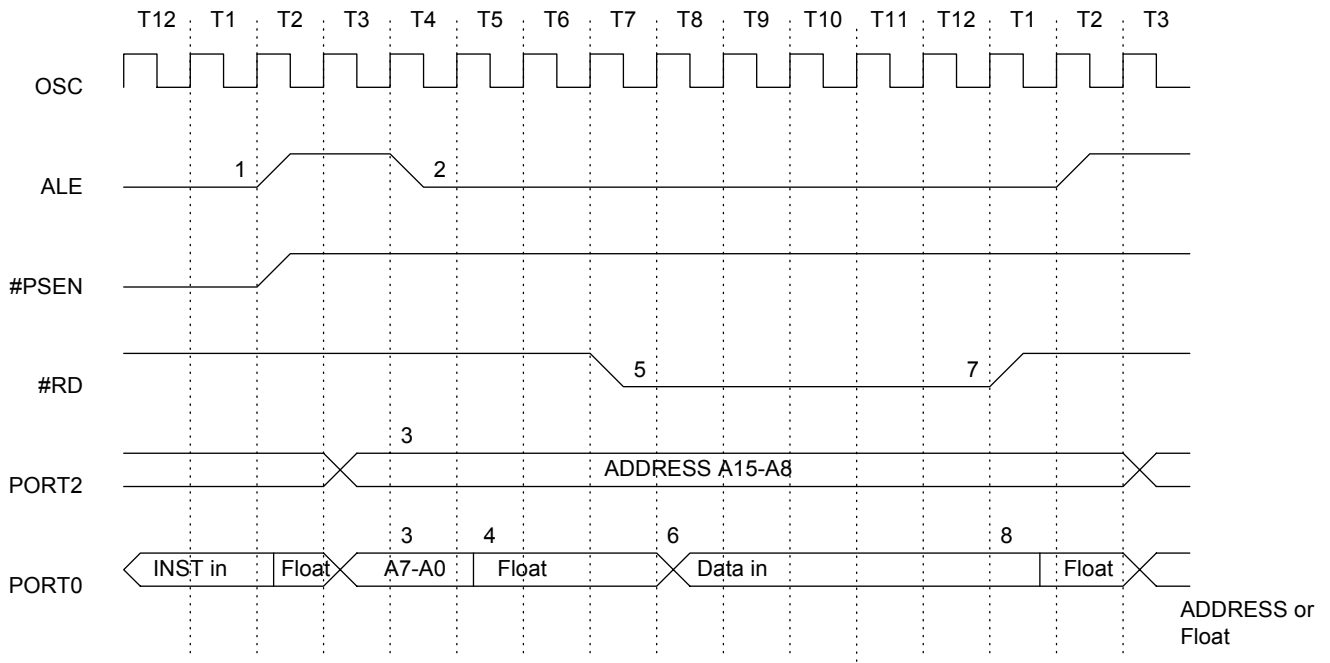 T12 T1 T2 T3 T4 T5 T6 T7 T8 T9 T10 T11 T12 T1 T2 T3
OSC
1 2
ALE
#PSEN
5 7
#RD
3
ADDRESS A15-A8
PORT2
3 4 6 8
INST in Float A7-A0 Float Data in Float
PORT0
ADDRESS or
Float